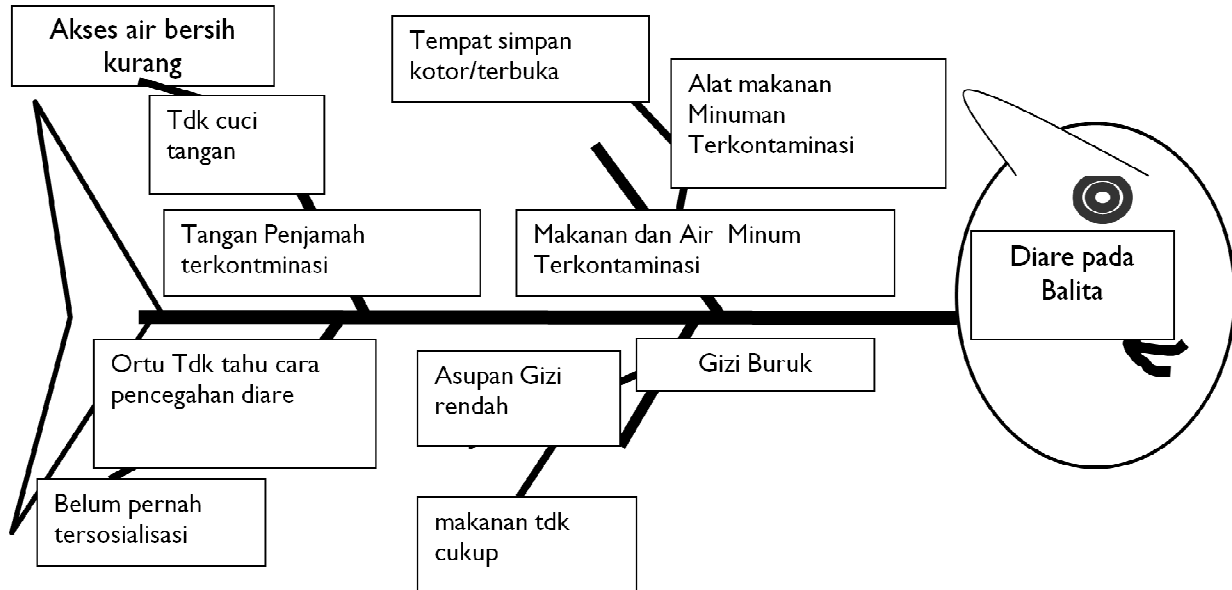 Akses air bersih
kurang
Tdk cuci
tangan
Tangan Penjamah
terkontminasi
Tempat simpan
kotor/terbuka
Alat makanan
Minuman
Terkontaminasi
Makanan dan Air Minum
Terkontaminasi
Diare pada
Balita
Ortu Tdk tahu cara
pencegahan diare
Belum pernah
tersosialisasi
Asupan Gizi
rendah
Gizi Buruk
makanan tdk
cukup